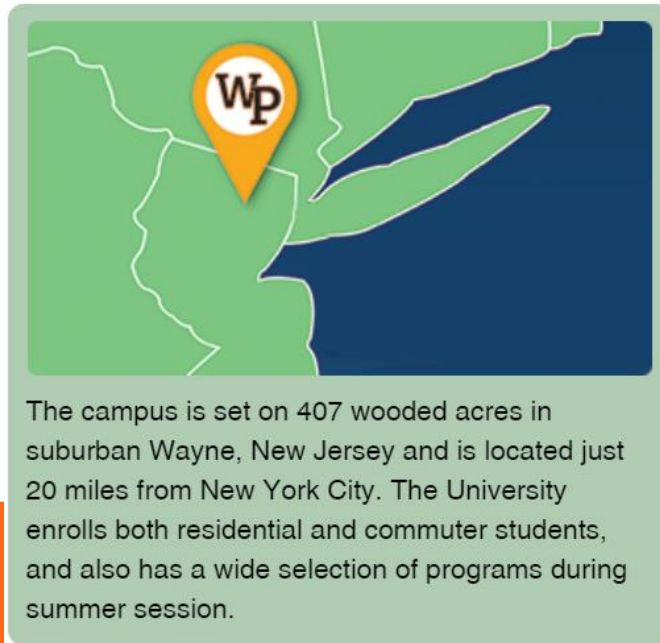 WP
The campus is set on 407 wooded acres in
suburban Wayne, New Jersey and is located just
20 miles from New York City. The University
enrolls both residential and commuter students,
and also has a wide selection of programs during
summer session.